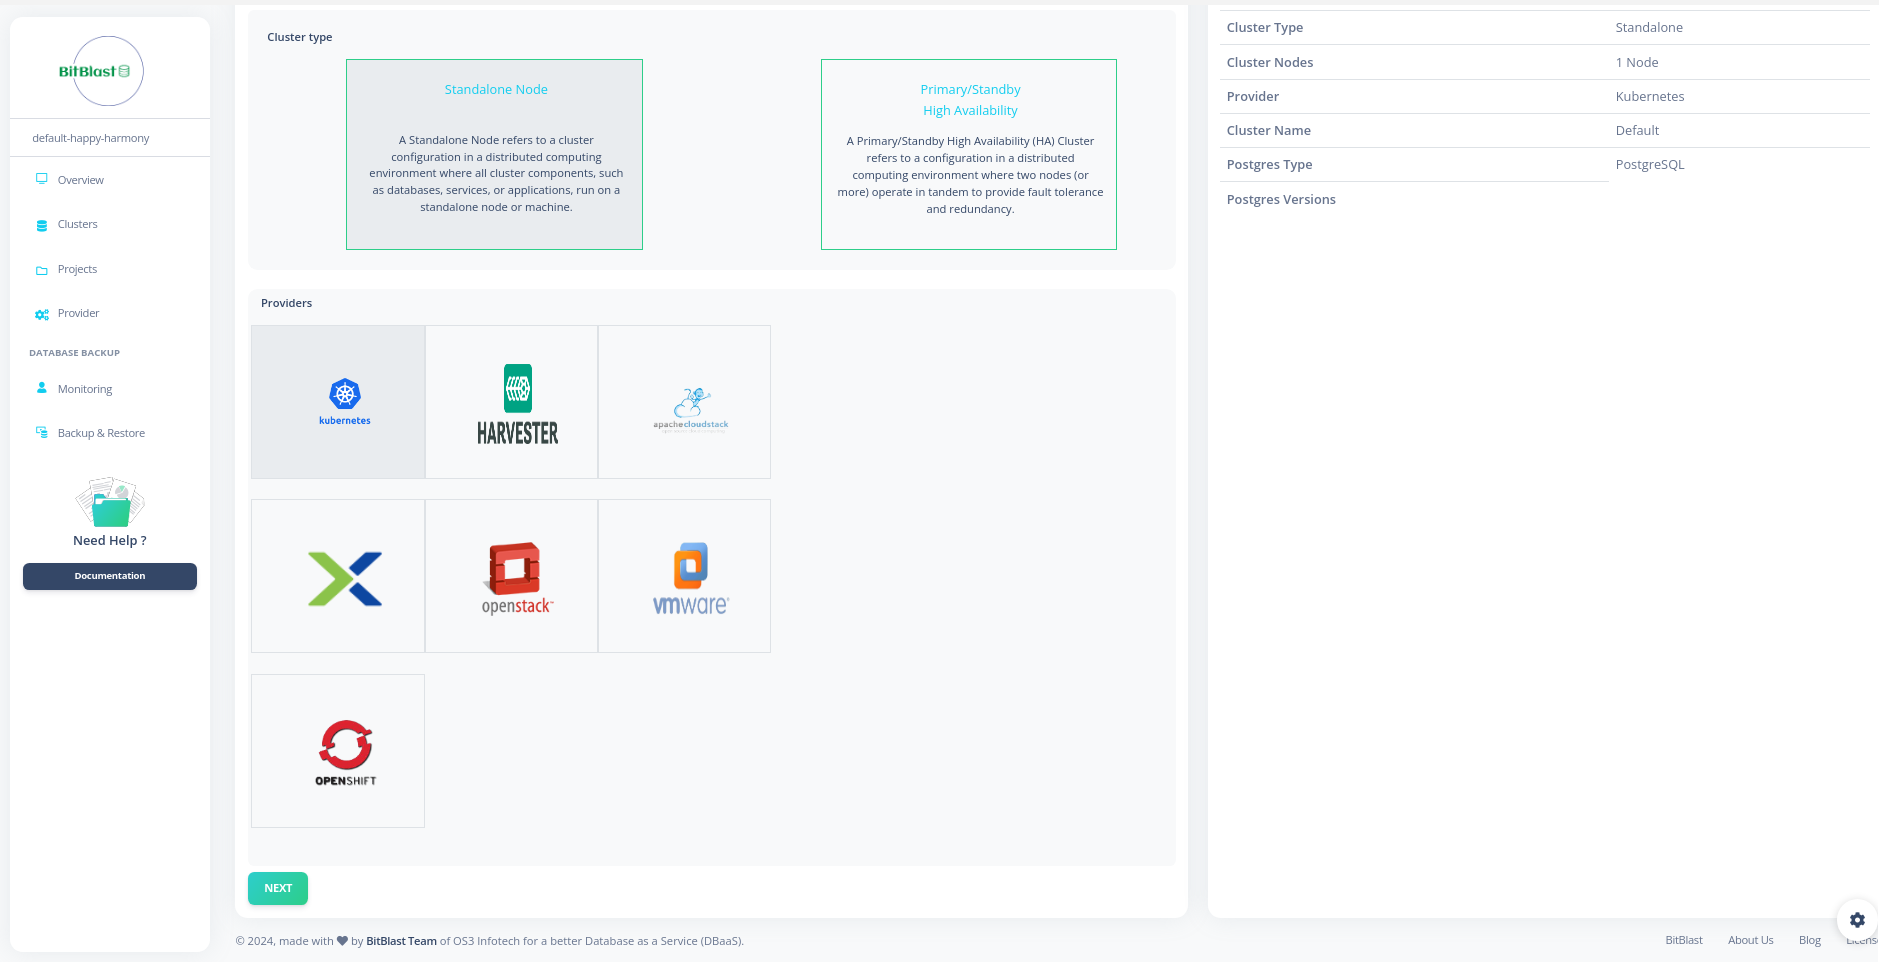 BitBlast
default-happy-harmony
Overview
Clusters
Projects
Provider
DATABASE BACKUP
Monitoring
Backup & Restore
Need Help ?
Documentation
Cluster type
Standalone Node
A Standalone Node refers to a cluster
configuration in a distributed computing
environment where all cluster components, such
as databases, services, or applications, run on a
standalone node or machine.
Primary/Standby
High Availability
A Primary/Standby High Availability (HA) Cluster
refers to a configuration in a distributed
computing environment where two nodes (or
more) operate in tandem to provide fault tolerance
and redundancy.
Providers
kubernetes
HARVESTER
apachecloudstack
openstack™
vmware®
OPENSHIFT
NEXT
Cluster Type Standalone
Cluster Nodes 1 Node
Provider Kubernetes
Cluster Name Default
Postgres Type PostgreSQL
Postgres Versions
© 2024, made with by BitBlast Team of OS3 Infotech for a better Database as a Service (DBaaS).
BitBlast About Us Blog Licens